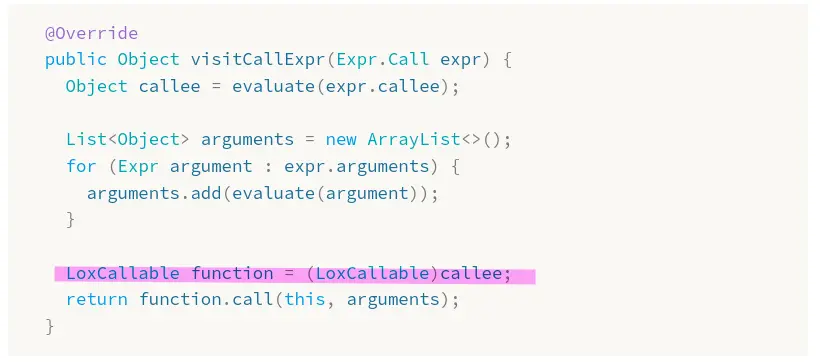 @Override
public Object visitCallExpr(Expr.Call expr) {
  Object callee = evaluate(expr.callee);

  List<Object> arguments = new ArrayList<>();
  for (Expr argument : expr.arguments) {
    arguments.add(evaluate(argument));
  }

  LoxCallable function = (LoxCallable)callee;
  return function.call(this, arguments);
}